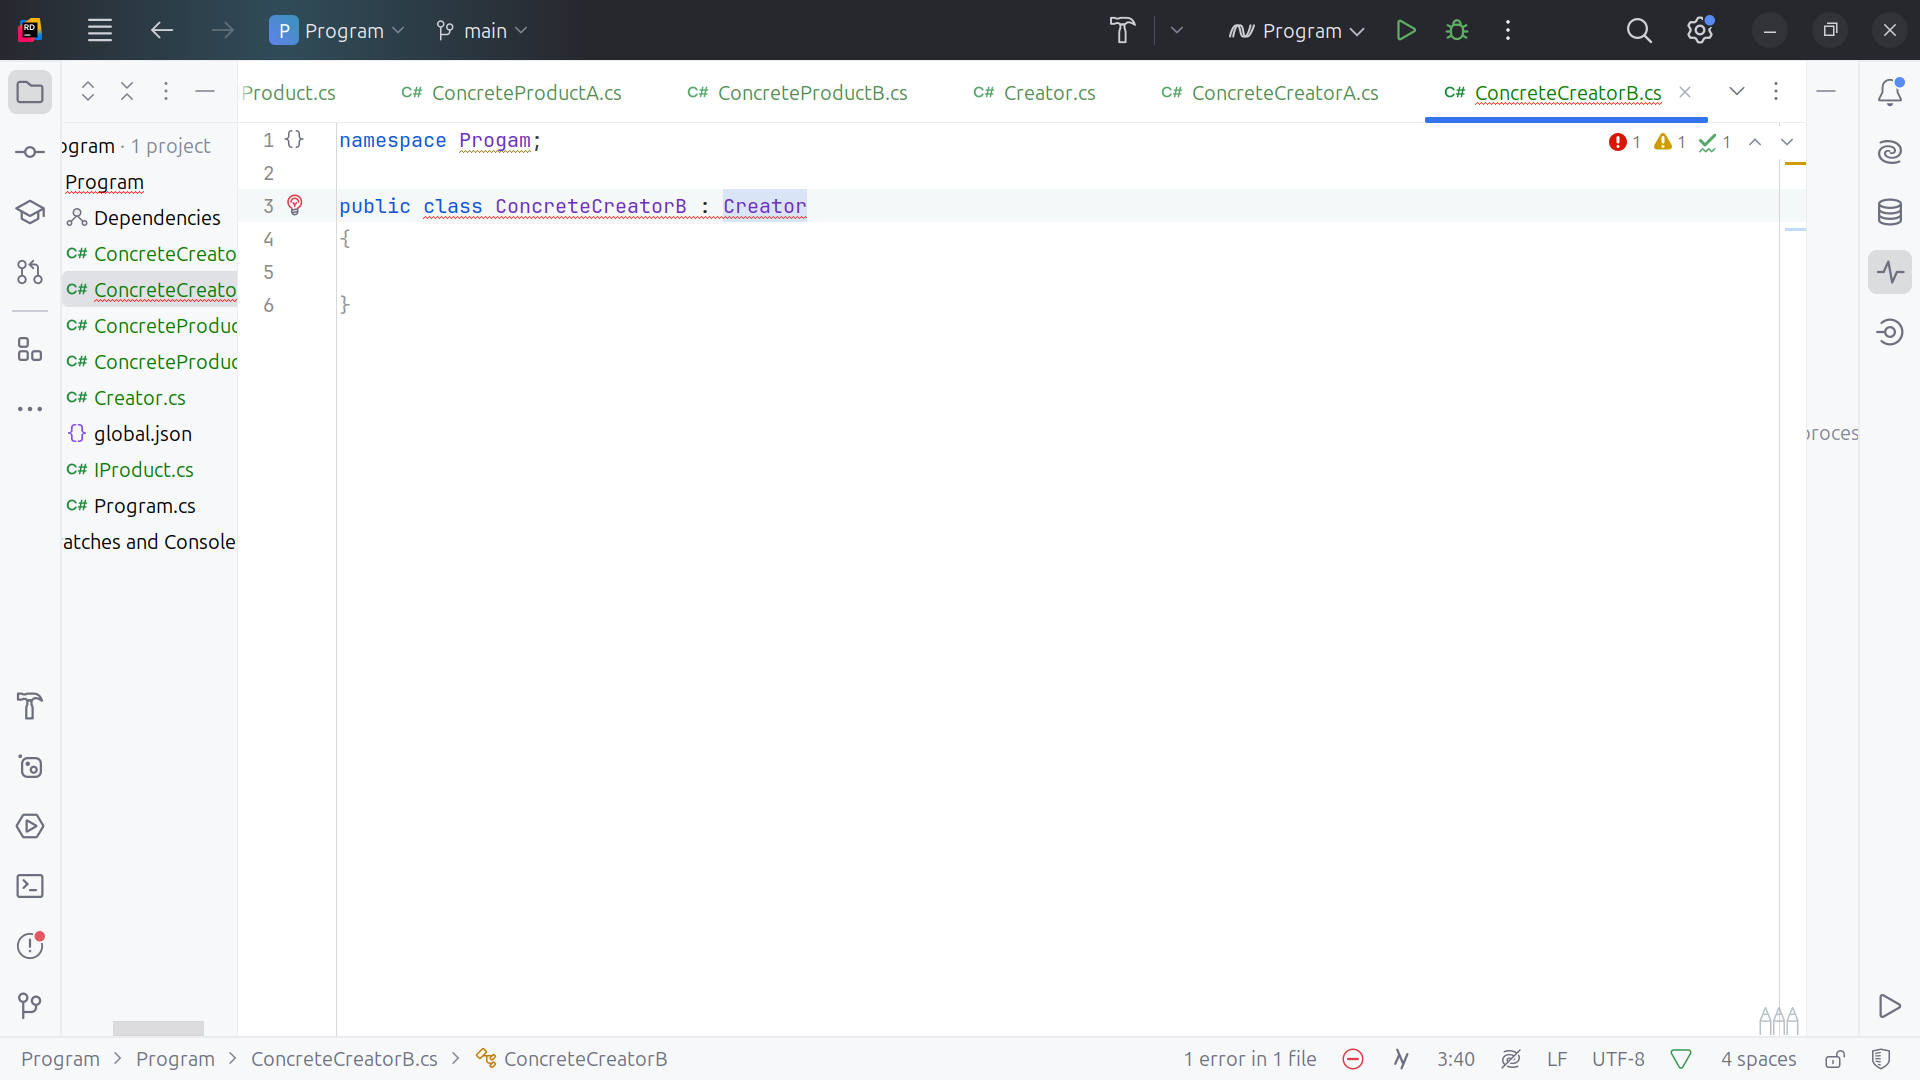 P Program main Program
Product.cs C# ConcreteProductA.cs C# ConcreteProductB.cs C# Creator.cs C# ConcreteCreatorA.cs C# ConcreteCreatorB.cs
ogram · 1 project
Program
Dependencies
C# ConcreteCreato
C# ConcreteCreato
C# ConcreteProduc
C# ConcreteProduc
C# Creator.cs
{} global.json
C# IProduct.cs
C# Program.cs
atches and Console
1 {} namespace Progam;
2
3 public class ConcreteCreatorB : Creator
4 {
5
6 }
1 1 1
proces
Program > Program > ConcreteCreatorB.cs > ConcreteCreatorB
1 error in 1 file 3:40 LF UTF-8 4 spaces